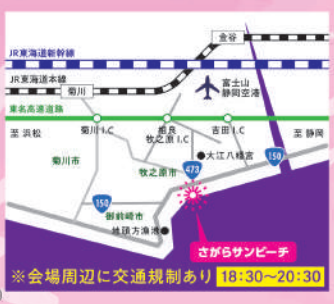 金谷
JR東海道新幹線
JR東海道本線
菊川
富士山
静岡空港
東名高速道路
至 浜松
菊川 I.C
相良
牧之原 I.C
吉田 I.C
至 静岡
大江八幡宮
150
菊川市
牧之原市
473
150
御前崎市
地頭方漁港
さがらサンビーチ
※会場周辺に交通規制あり 18:30〜20:30